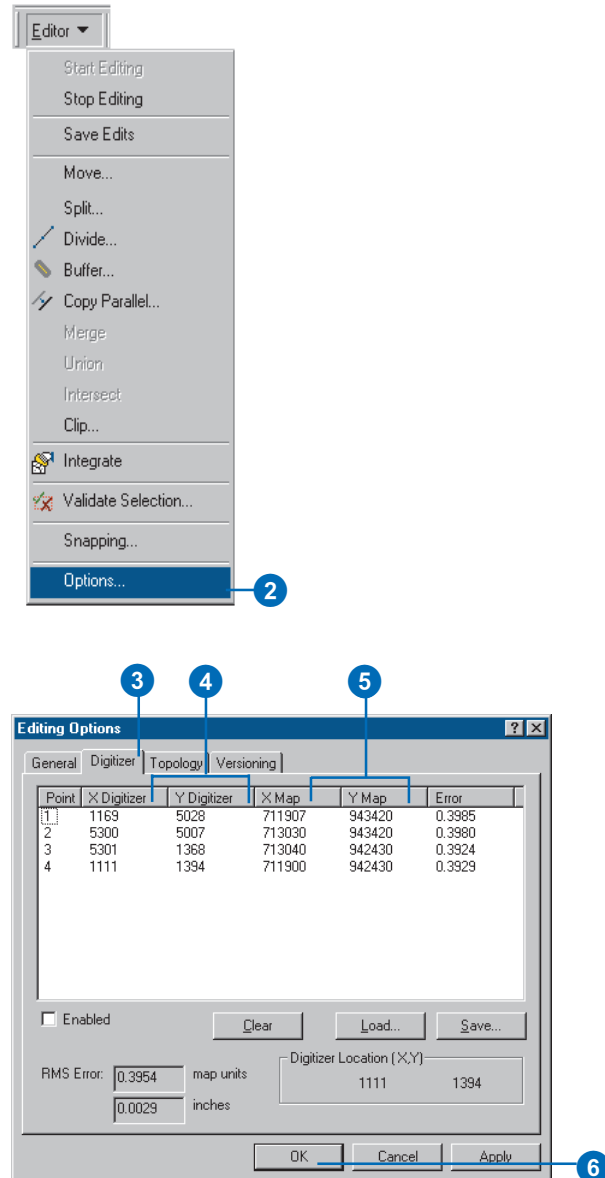 Editor
Start Editing
Stop Editing
Save Edits
Move...
Split...
Divide...
Buffer...
Copy Parallel...
Merge
Union
Intersect
Clip...
Integrate
Validate Selection...
Snapping...
Options...
2
3 4 5
Editing Options ? X
General Digitizer Topology Versioning
Point X Digitizer Y Digitizer X Map Y Map Error
1 1169 5028 711907 943420 0.3985
2 5300 5007 713030 943420 0.3980
3 5301 1368 713040 942430 0.3924
4 1111 1394 711900 942430 0.3929
Enabled Clear Load... Save...
Digitizer Location (X,Y)
RMS Error: 0.3954 map units 1111 1394
0.0029 inches
OK Cancel Apply
6